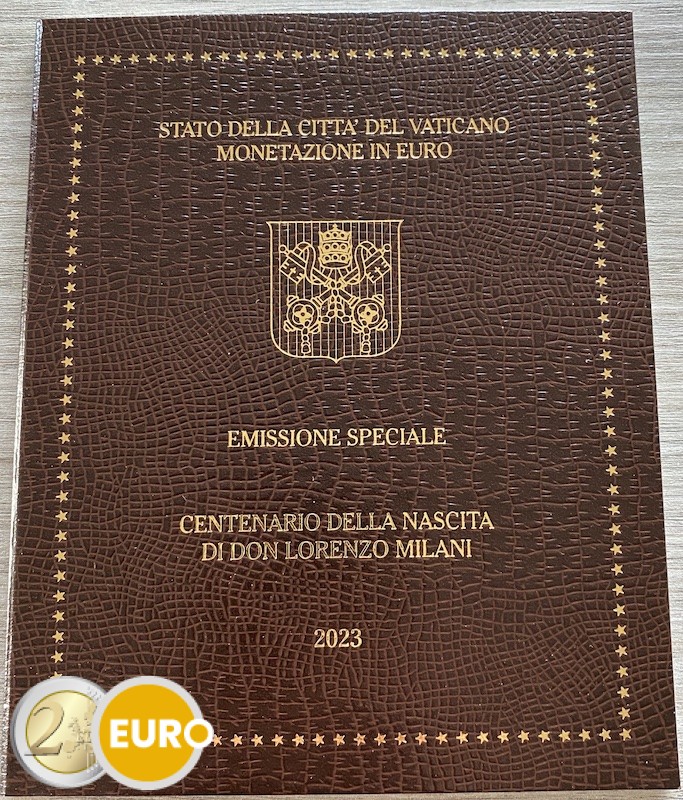 STATO DELLA CITTA' DEL VATICANO
MONETAZIONE IN EURO
EMISSIONE SPECIALE
CENTENARIO DELLA NASCITA
DI DON LORENZO MILANI
2023
2 EURO